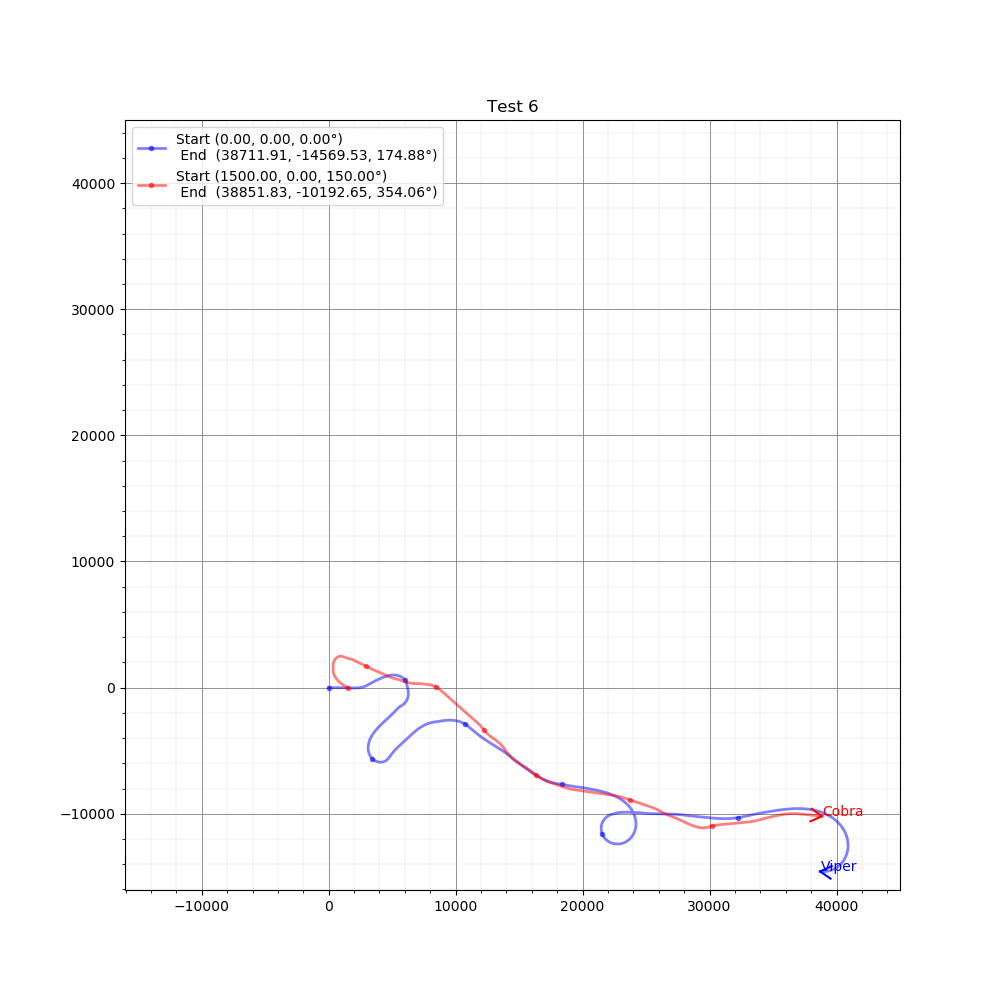 Test 6
Start (0.00, 0.00, 0.00°)
End  (38711.91, -14569.53, 174.88°)
Start (1500.00, 0.00, 150.00°)
End  (38851.83, -10192.65, 354.06°)
40000
30000
20000
10000
0
−10000
Cobra
Viper
−10000 0 10000 20000 30000 40000